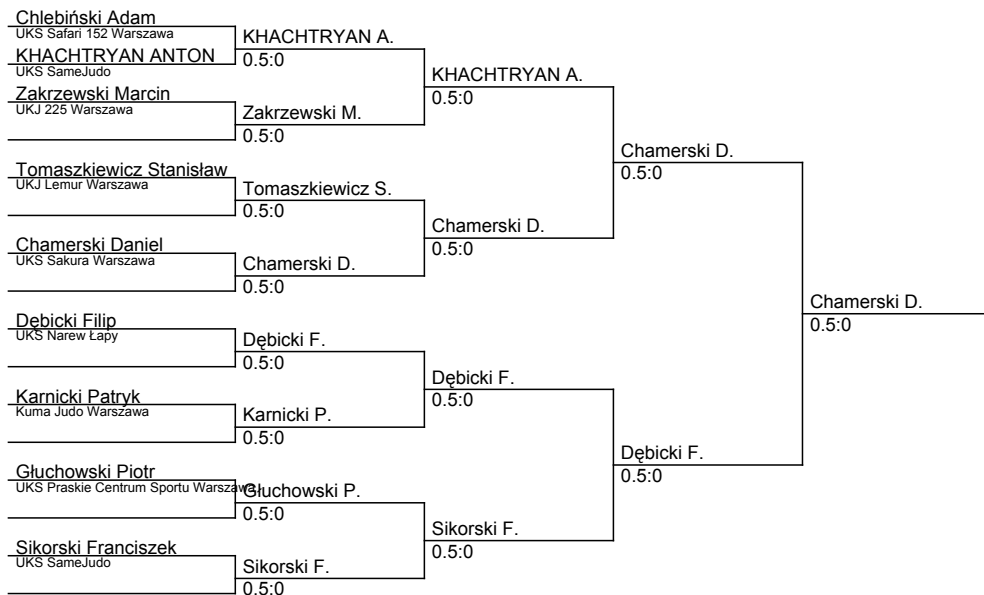 Chlebiński Adam
UKS Safari 152 Warszawa
KHACHTRYAN ANTON
UKS SameJudo
Zakrzewski Marcin
UKJ 225 Warszawa
Tomaszkiewicz Stanisław
UKJ Lemur Warszawa
Chamerski Daniel
UKS Sakura Warszawa
Dębicki Filip
UKS Narew Łapy
Karnicki Patryk
Kuma Judo Warszawa
Głuchowski Piotr
UKS Praskie Centrum Sportu Warszawa
Sikorski Franciszek
UKS SameJudo
KHACHTRYAN A.
0.5:0
Zakrzewski M.
0.5:0
Tomaszkiewicz S.
0.5:0
Chamerski D.
0.5:0
Dębicki F.
0.5:0
Karnicki P.
0.5:0
Głuchowski P.
0.5:0
Sikorski F.
0.5:0
KHACHTRYAN A.
0.5:0
Chamerski D.
0.5:0
Dębicki F.
0.5:0
Sikorski F.
0.5:0
Chamerski D.
0.5:0
Dębicki F.
0.5:0
Chamerski D.
0.5:0